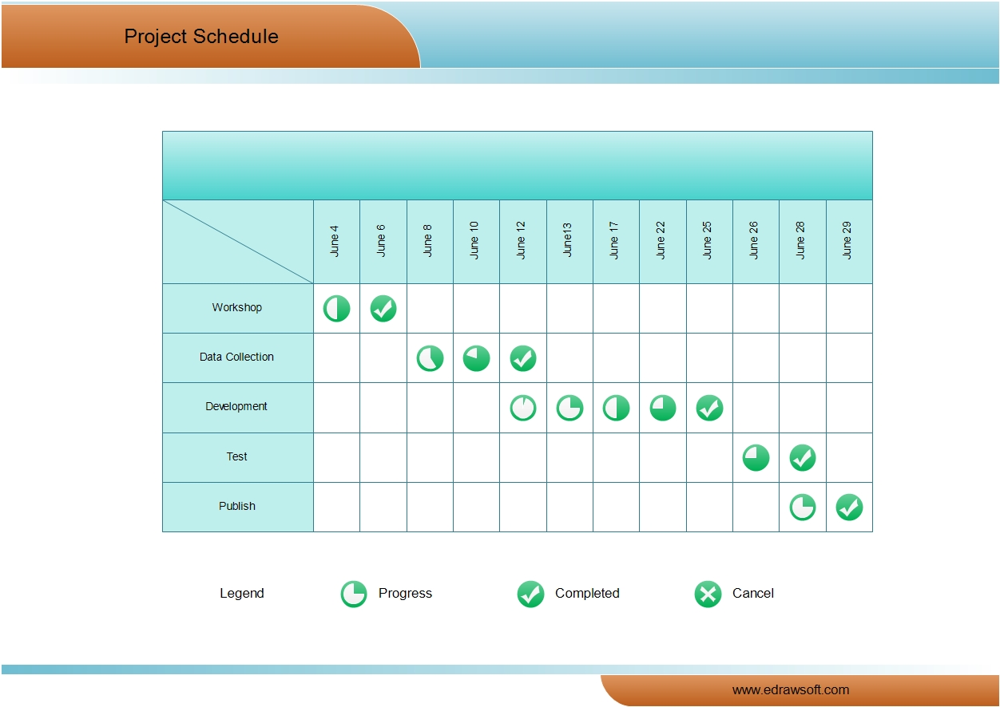 Project Schedule
June 4
June 6
June 8
June 10
June 12
June13
June 17
June 22
June 25
June 26
June 28
June 29
Workshop
Data Collection
Development
Test
Publish
Legend
Progress
Completed
Cancel
www.edrawsoft.com